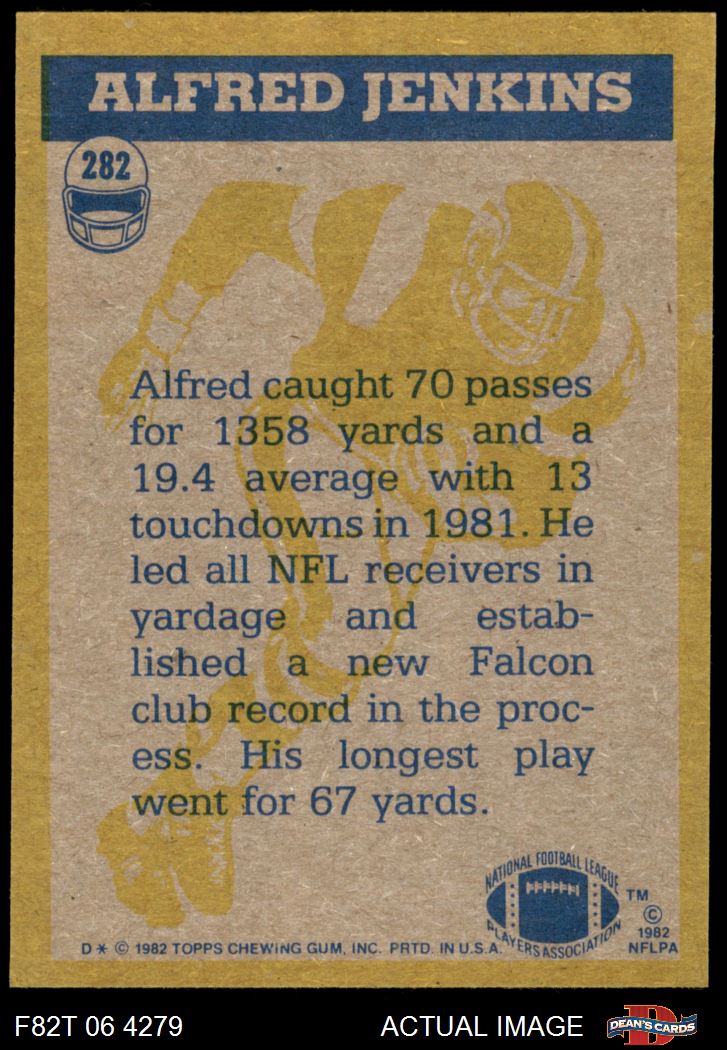 ALFRED JENKINS
282
Alfred caught 70 passes
for 1358 yards and a
19.4 average with 13
touchdowns in 1981. He
led all NFL receivers in
yardage and estab-
lished a new Falcon
club record in the proc-
ess. His longest play
went for 67 yards.
NATIONAL FOOTBALL LEAGUE
PLAYERS ASSOCIATION
TM
©
1982
NFLPA
D * © 1982 TOPPS CHEWING GUM, INC. PRTD. IN U.S.A.
F82T 06 4279
ACTUAL IMAGE
D
DEAN'S CARDS